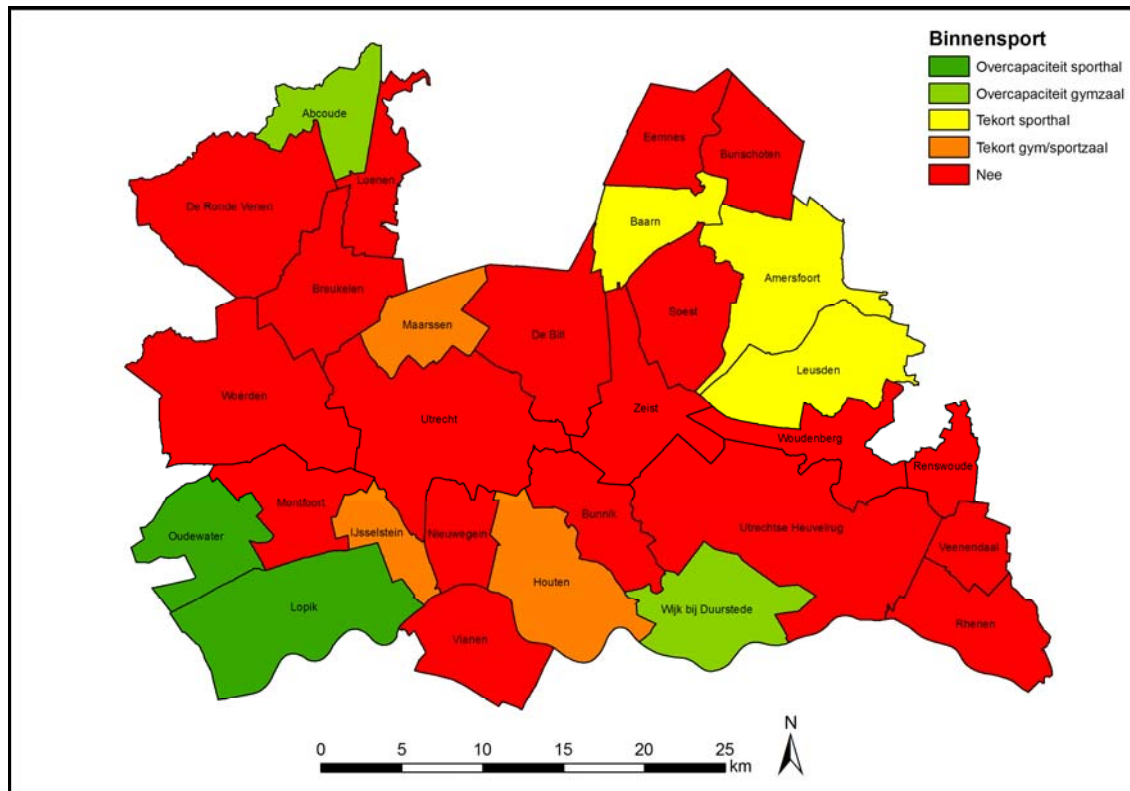 Binnensport
Overcapaciteit sporthal
Overcapaciteit gymzaal
Tekort sporthal
Tekort gym/sportzaal
Nee
Abcoude
Eemnes
Bunschoten
Loenen
De Ronde Venen
Baarn
Amersfoort
Breukelen
Soest
Maarssen
De Bilt
Leusden
Woerden
Zeist
Utrecht
Woudenberg
Renswoude
Montfoort
Bunnik
Oudewater
IJsselstein
Nieuwegein
Utrechtse Heuvelrug
Veenendaal
Houten
Lopik
Wijk bij Duurstede
Rhenen
Vianen
N
0 5 10 15 20 25
km